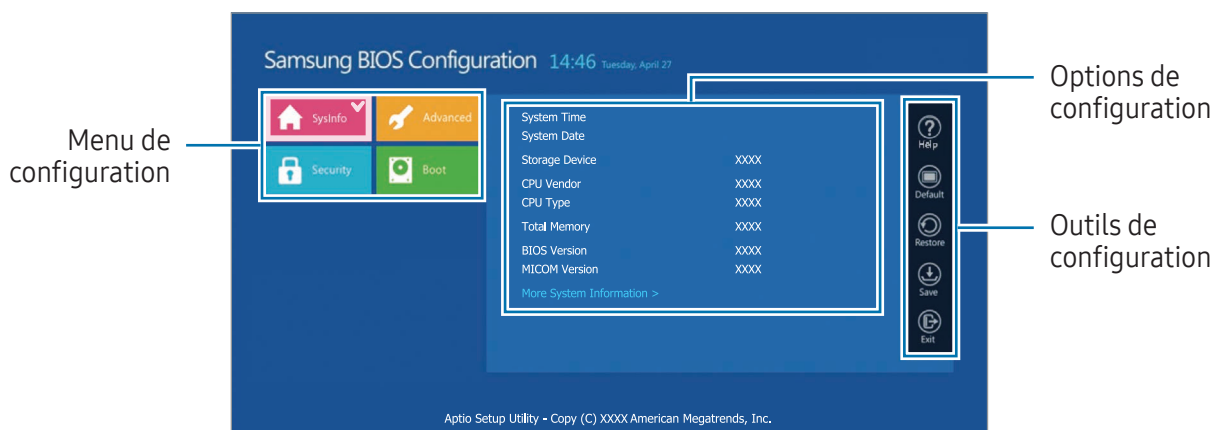 Samsung BIOS Configuration 14:46 Tuesday, April 27
Menu de
configuration
SysInfo
Advanced
Security
Boot
System Time
System Date
Storage Device XXXX
CPU Vendor XXXX
CPU Type XXXX
Total Memory XXXX
BIOS Version XXXX
MICOM Version XXXX
More System Information >
Help
Default
Restore
Save
Exit
Options de
configuration
Outils de
configuration
Aptio Setup Utility - Copy (C) XXXX American Megatrends, Inc.